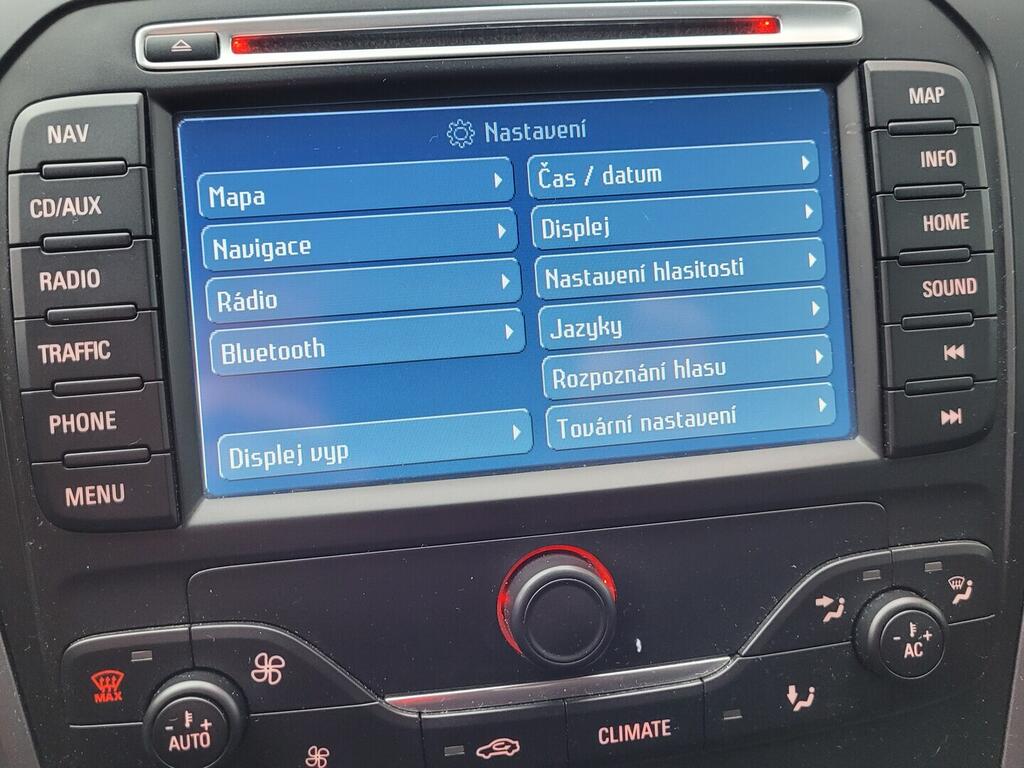 NAV
CD/AUX
RADIO
TRAFFIC
PHONE
MENU
Nastavení
Mapa
Navigace
Rádio
Bluetooth
Displej vyp
Čas / datum
Displej
Nastavení hlasitosti
Jazyky
Rozpoznání hlasu
Tovární nastavení
MAP
INFO
HOME
SOUND
MAX
- +
AUTO
CLIMATE
- +
AC